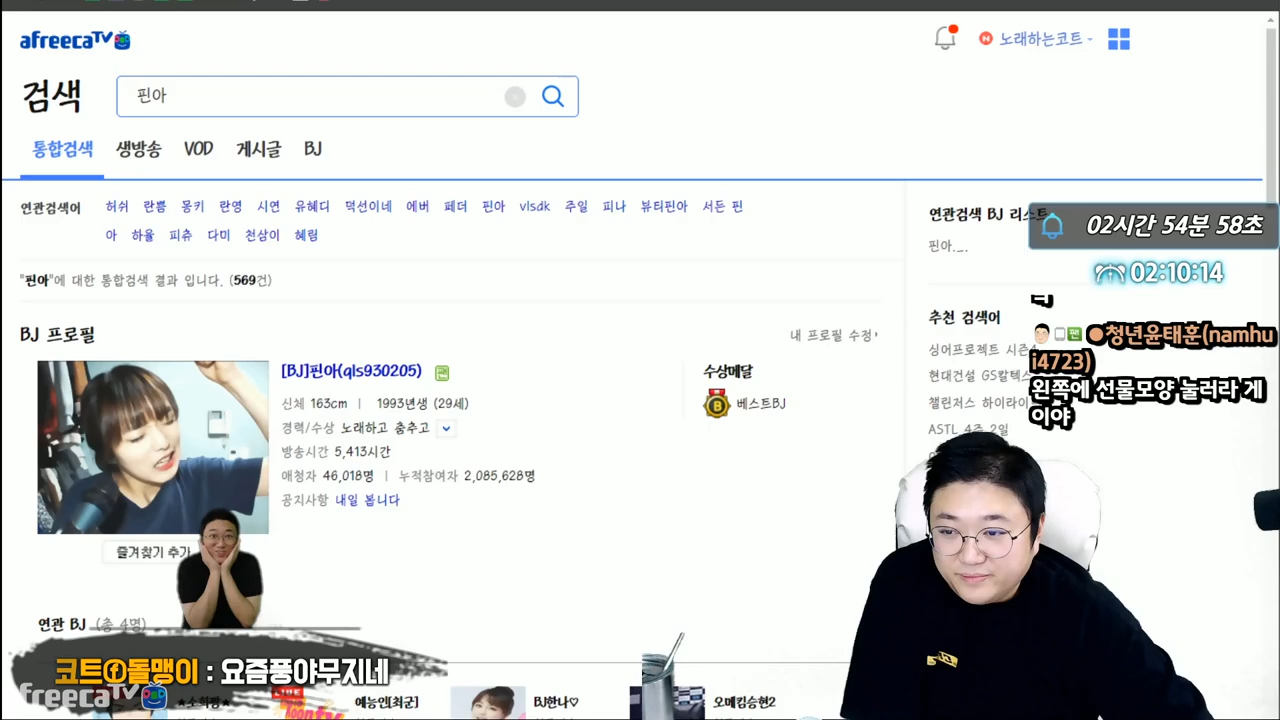 afreecaTV
노래하는코트
검색
핀아
통합검색 생방송 VOD 게시글 BJ
연관검색어 허쉬 란쁨 몽키 란영 시연 유혜디 덕선이네 에버 페더 핀아 vlsdk 주일 피나 뷰티핀아 서든 핀
아 하율 피츄 다미 천삼이 혜림
"핀아"에 대한 통합검색 결과 입니다. (569건)
BJ 프로필
내 프로필 수정
[BJ]핀아(qls930205)
신체 163cm | 1993년생 (29세)
경력/수상 노래하고 춤추고
방송시간 5,413시간
애청자 46,018명 | 누적참여자 2,085,628명
공지사항 내일 봅니다
수상메달
베스트BJ
즐겨찾기 추가
연관 BJ (총 4명)
연관검색 BJ 리스트
핀아._.
추천 검색어
싱어프로젝트 시즌4
현대건설 GS칼텍스
챌린저스 하이라이
ASTL 4주 2일
02시간 54분 58초
02:10:14
청년윤태훈(namhu
i4723)
왼쪽에 선물모양 눌러라 게
이야
코트ⓕ돌맹이 : 요즘풍야무지네
freecaTV
예능인[최군]
BJ한나♡
오메킴승현2